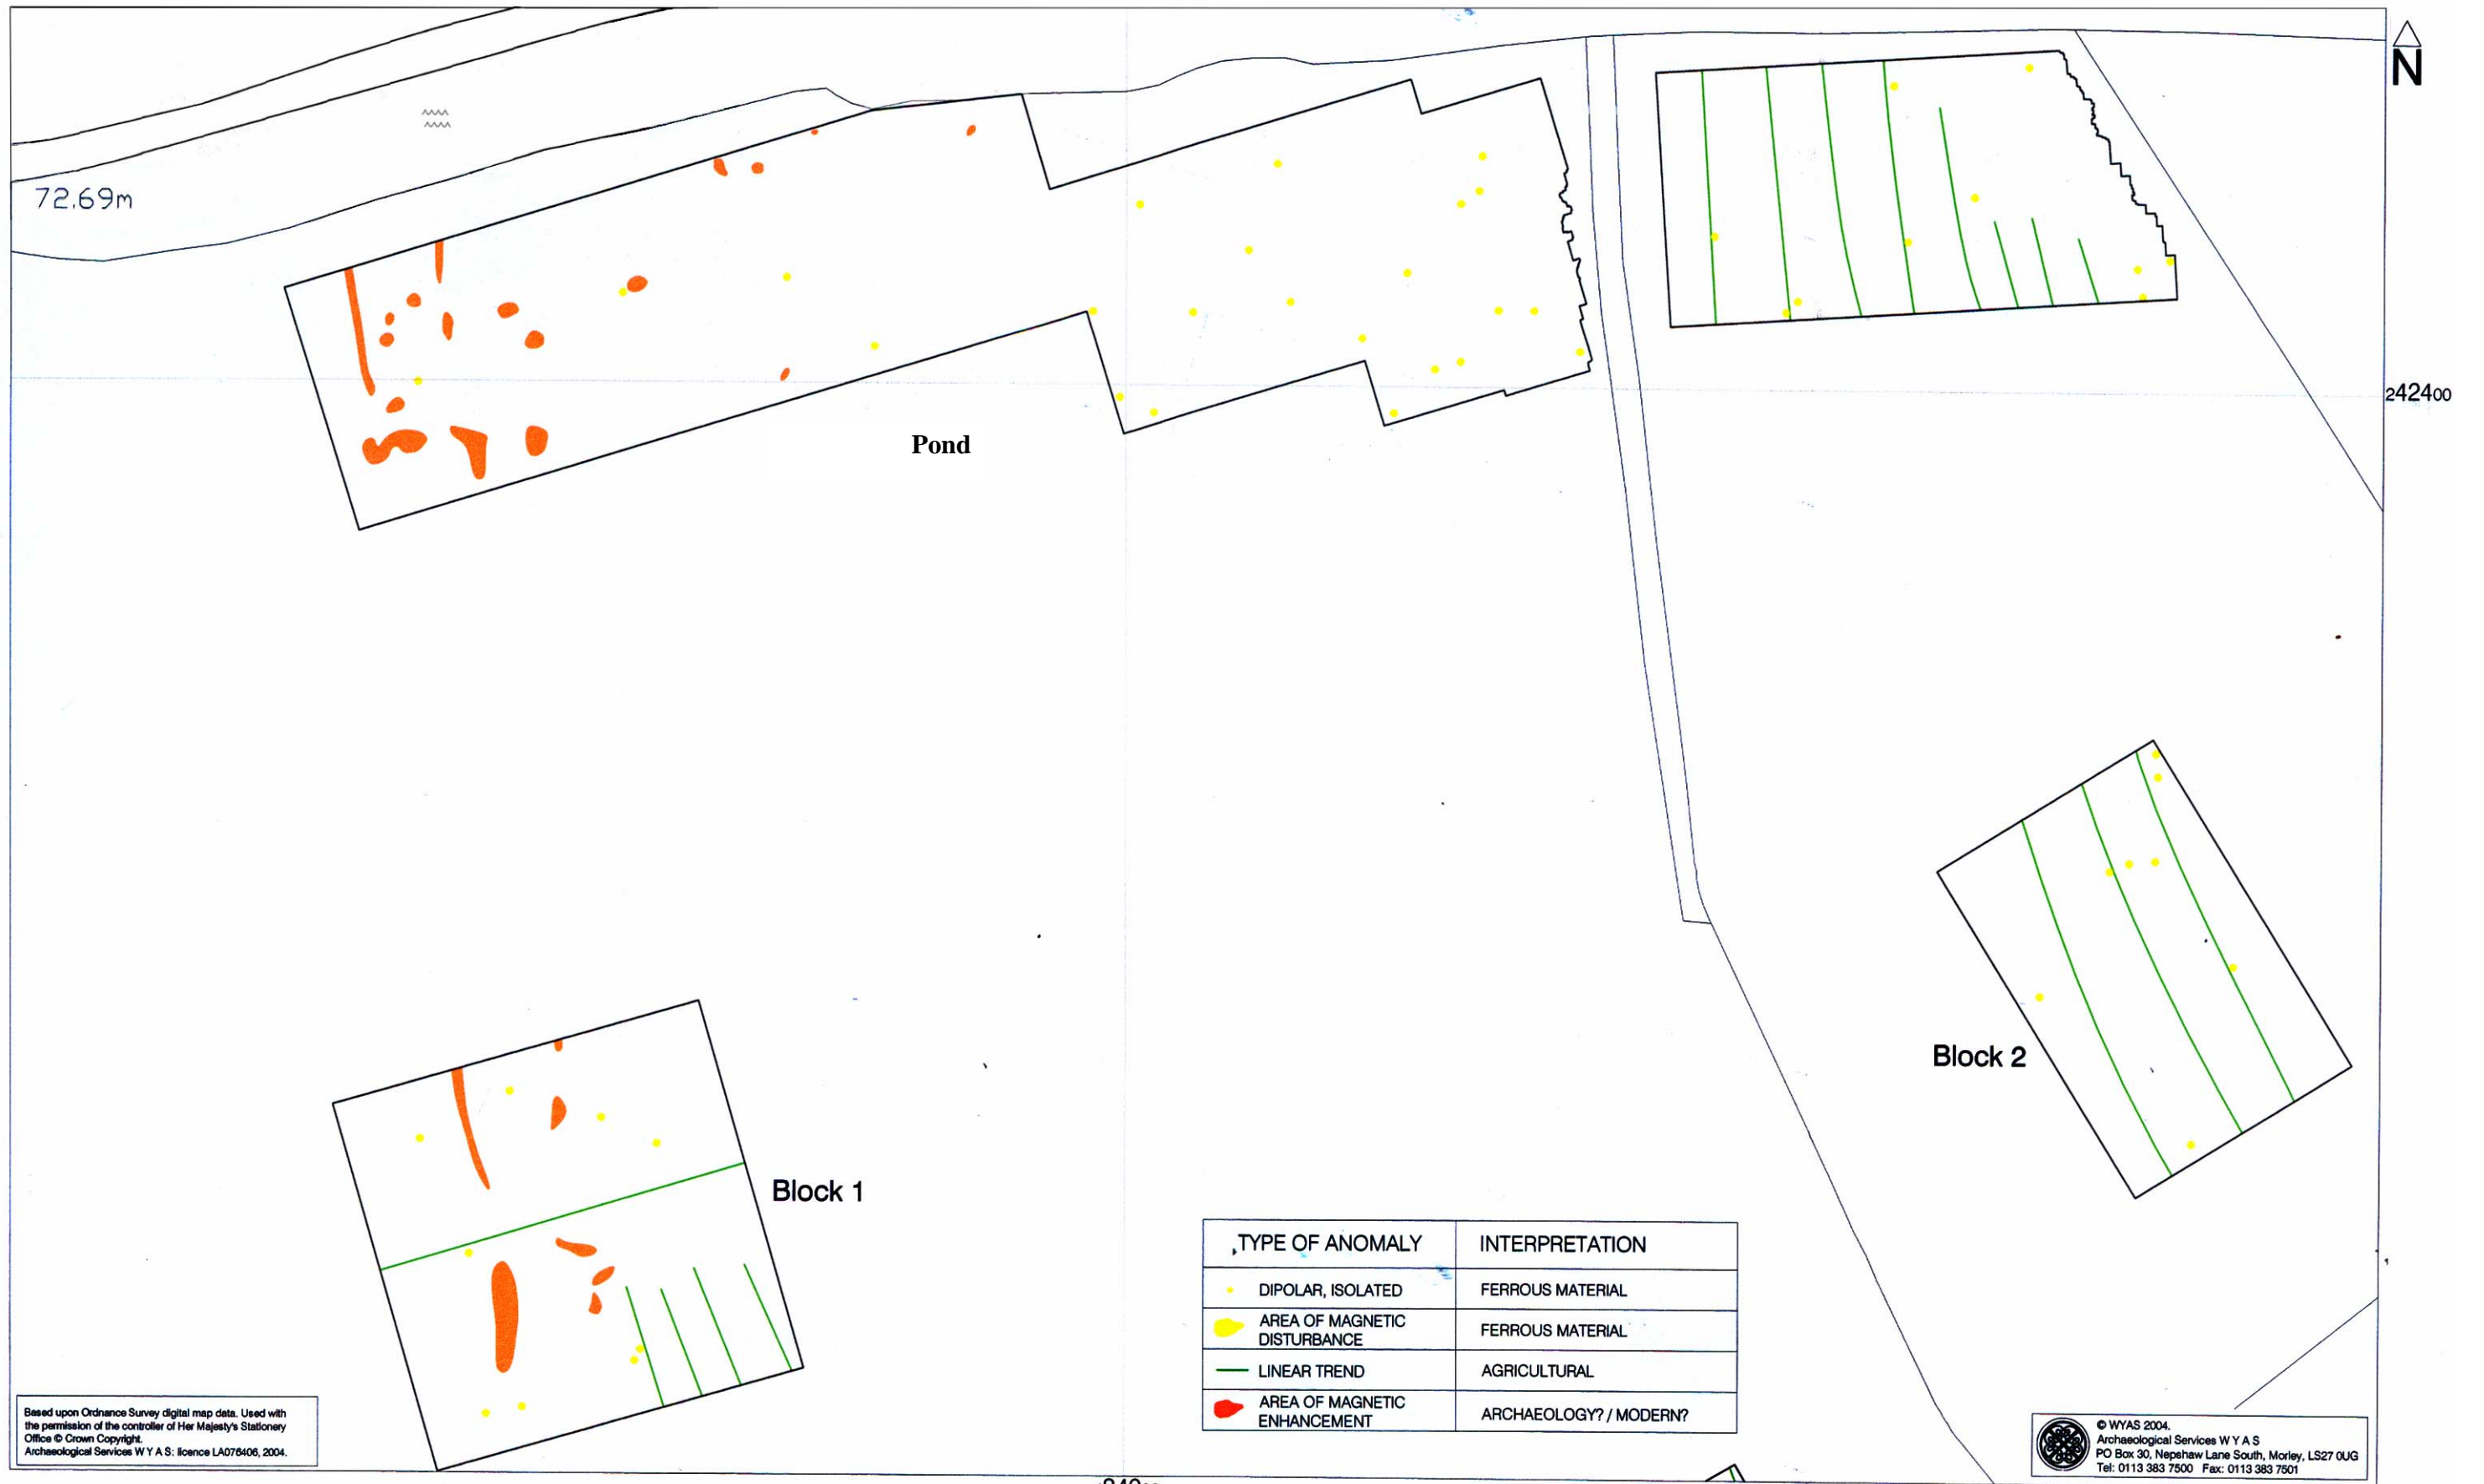 N
72.69m
242400
Pond
Block 2
Block 1
TYPE OF ANOMALY
INTERPRETATION
DIPOLAR, ISOLATED
FERROUS MATERIAL
AREA OF MAGNETIC
DISTURBANCE
FERROUS MATERIAL
LINEAR TREND
AGRICULTURAL
AREA OF MAGNETIC
ENHANCEMENT
ARCHAEOLOGY? / MODERN?
Based upon Ordnance Survey digital map data. Used with
the permission of the controller of Her Majesty's Stationery
Office © Crown Copyright.
Archaeological Services W Y A S: licence LA076406, 2004.
© WYAS 2004.
Archaeological Services W Y A S
PO Box 30, Nepshaw Lane South, Morley, LS27 0UG
Tel: 0113 383 7500 Fax: 0113 383 7501